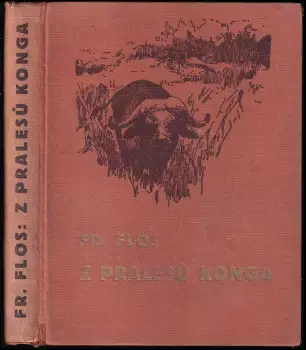 FR. FLOS: Z PRALESŮ KONGA
FR. FLOS
Z PRALESŮ KONGA